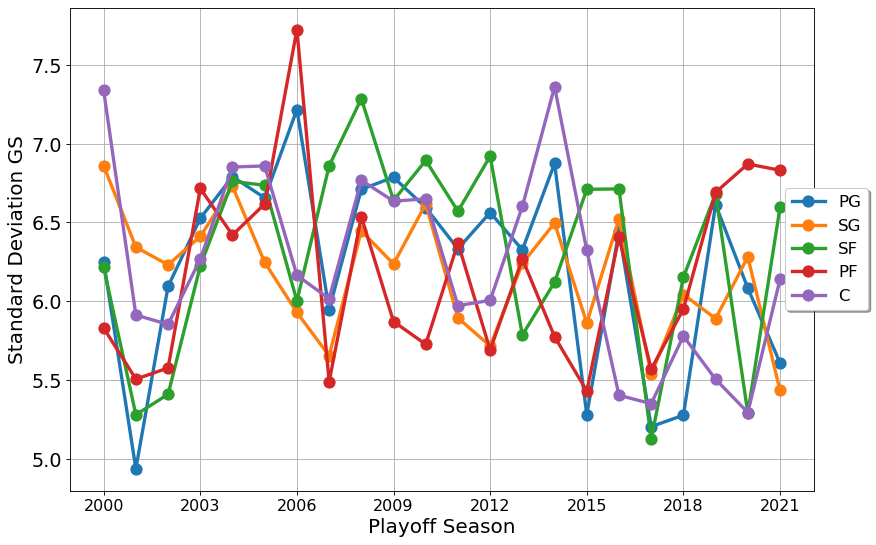 7.5
7.0
6.5
6.0
5.5
5.0
Standard Deviation GS
PG
SG
SF
PF
C
2000 2003 2006 2009 2012 2015 2018 2021
Playoff Season